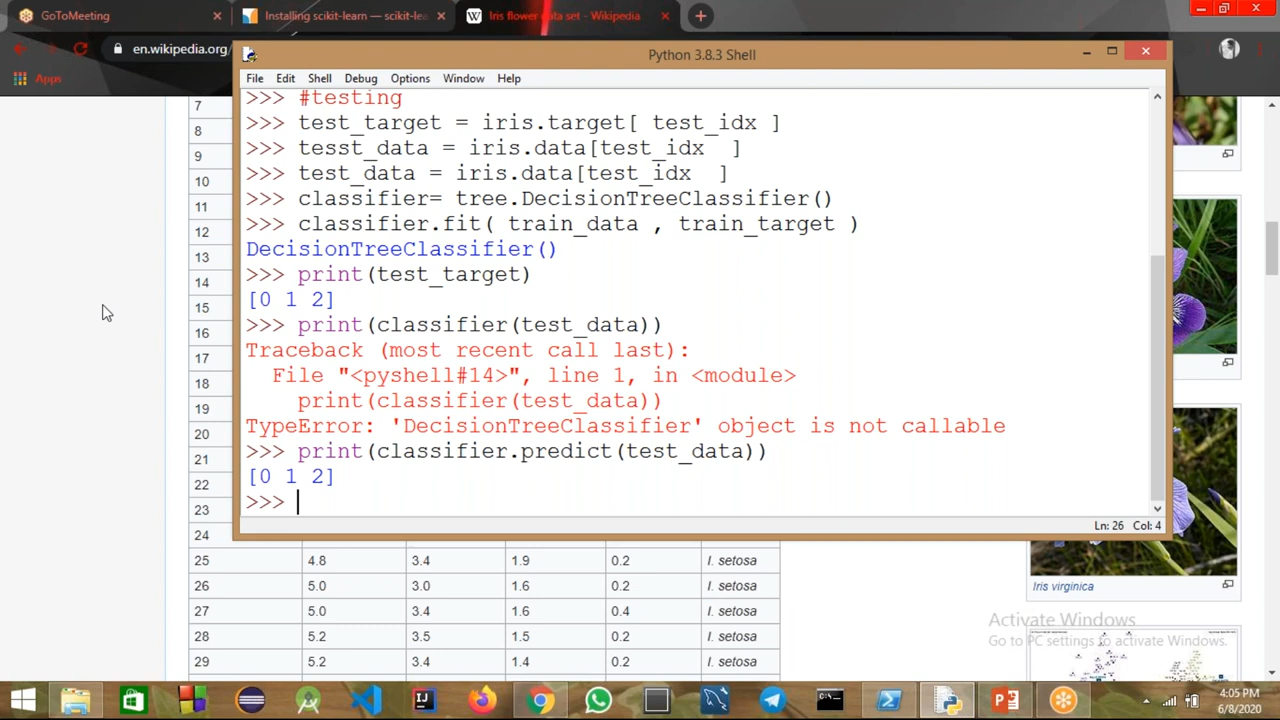 GoToMeeting
Installing scikit-learn — scikit-le
Iris flower data set - Wikipedia
en.wikipedia.org/
Apps
Python 3.8.3 Shell
File Edit Shell Debug Options Window Help
>>> #testing
>>> test_target = iris.target[ test_idx ]
>>> tesst_data = iris.data[test_idx  ]
>>> test_data = iris.data[test_idx  ]
>>> classifier= tree.DecisionTreeClassifier()
>>> classifier.fit( train_data , train_target )
DecisionTreeClassifier()
>>> print(test_target)
[0 1 2]
>>> print(classifier(test_data))
Traceback (most recent call last):
  File "<pyshell#14>", line 1, in <module>
    print(classifier(test_data))
TypeError: 'DecisionTreeClassifier' object is not callable
>>> print(classifier.predict(test_data))
[0 1 2]
>>>
Ln: 26 Col: 4
7
8
9
10
11
12
13
14
15
16
17
18
19
20
21
22
23
24
25 4.8 3.4 1.9 0.2 I. setosa
26 5.0 3.0 1.6 0.2 I. setosa
27 5.0 3.4 1.6 0.4 I. setosa
28 5.2 3.5 1.5 0.2 I. setosa
29 5.2 3.4 1.4 0.2 I. setosa
Iris virginica
Activate Windows
Go to PC settings to activate Windows.
4:05 PM
6/8/2020